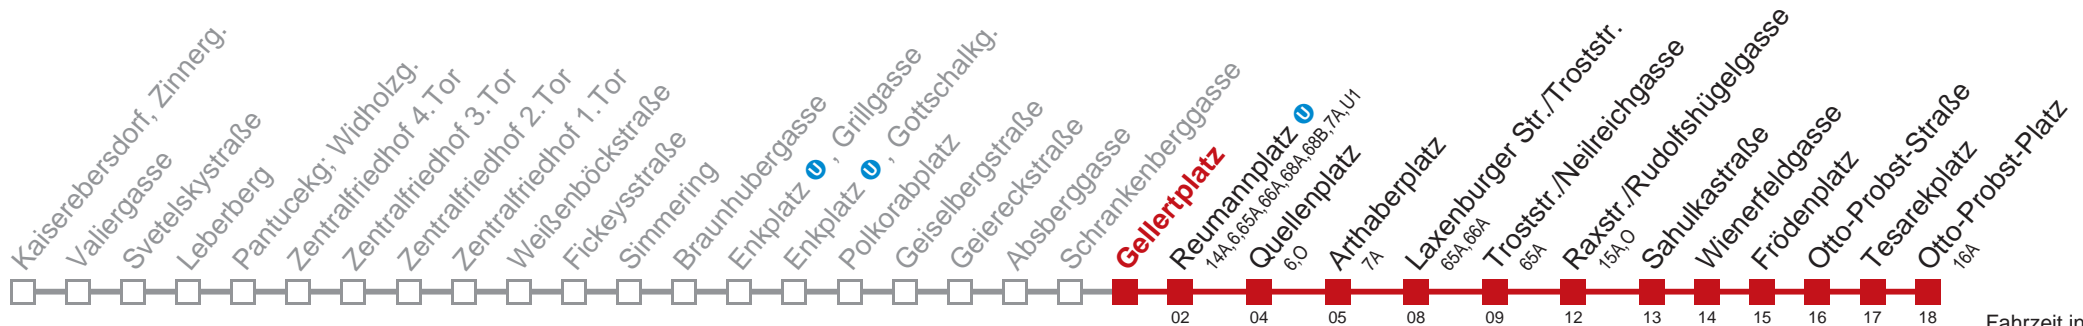 Kaiserebersdorf, Zinnerg.
Valiergasse
Svetelskystraße
Leberberg
Pantucekg; Widholzg.
Zentralfriedhof 4.Tor
Zentralfriedhof 3.Tor
Zentralfriedhof 2.Tor
Zentralfriedhof 1.Tor
Weißenböckstraße
Fickeysstraße
Simmering
Braunhubergasse
Enkplatz U , Grillgasse
Enkplatz U , Gottschalkg.
Polkorabplatz
Geiselbergstraße
Geiereckstraße
Absberggasse
Schrankenberggasse
Gellertplatz
Reumannplatz U
14A,6,65A,66A,68A,68B,7A,U1
Quellenplatz
6,O
Arthaberplatz
7A
Laxenburger Str./Troststr.
65A,66A
Troststr./Neilreichgasse
65A
Raxstr./Rudolfshügelgasse
15A,O
Sahulkastraße
Wienerfeldgasse
Frödenplatz
Otto-Probst-Straße
Tesarekplatz
Otto-Probst-Platz
16A
02 04 05 08 09 12 13 14 15 16 17 18
Fahrzeit in